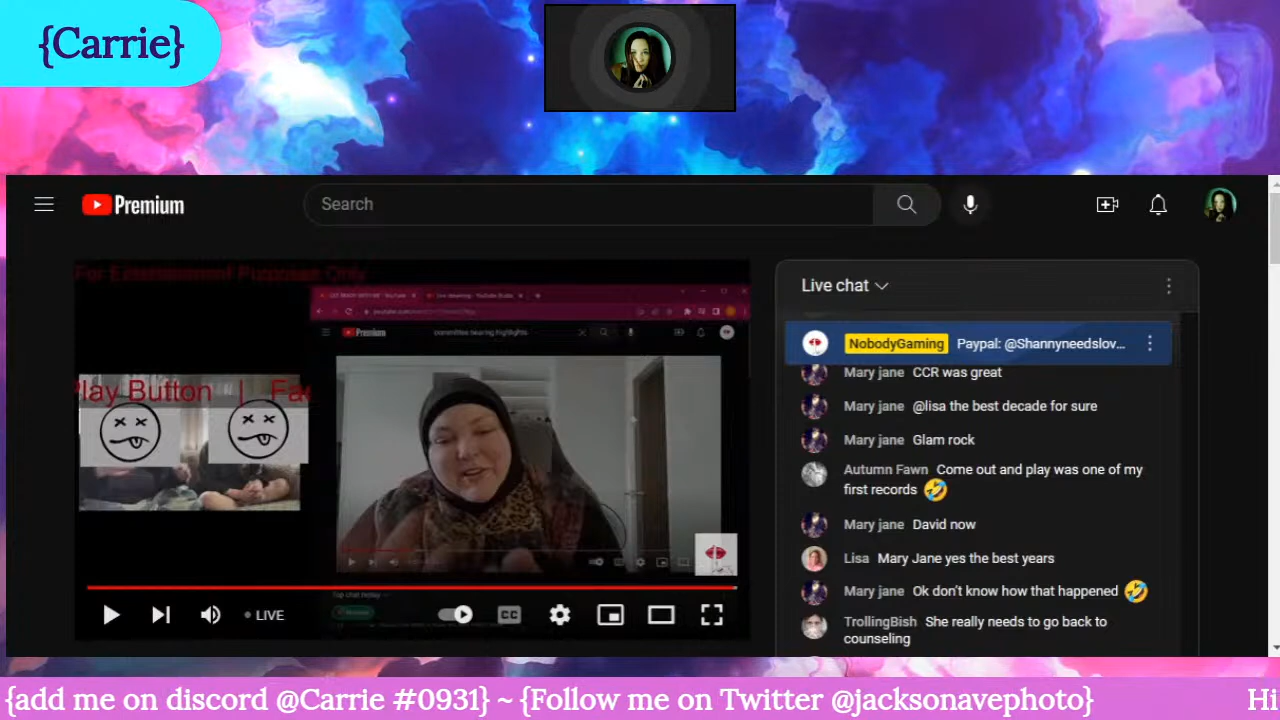 {Carrie}
Premium
Search
For Entertainment Purposes Only
Premium
Play Button | Fa
LIVE
CC
Live chat
NobodyGaming Paypal: @Shannyneedslov...
Mary jane CCR was great
Mary jane @lisa the best decade for sure
Mary jane Glam rock
Autumn Fawn Come out and play was one of my
first records
Mary jane David now
Lisa Mary Jane yes the best years
Mary jane Ok don't know how that happened
TrollingBish She really needs to go back to
counseling
{add me on discord @Carrie #0931} ~ {Follow me on Twitter @jacksonavephoto}
Hi